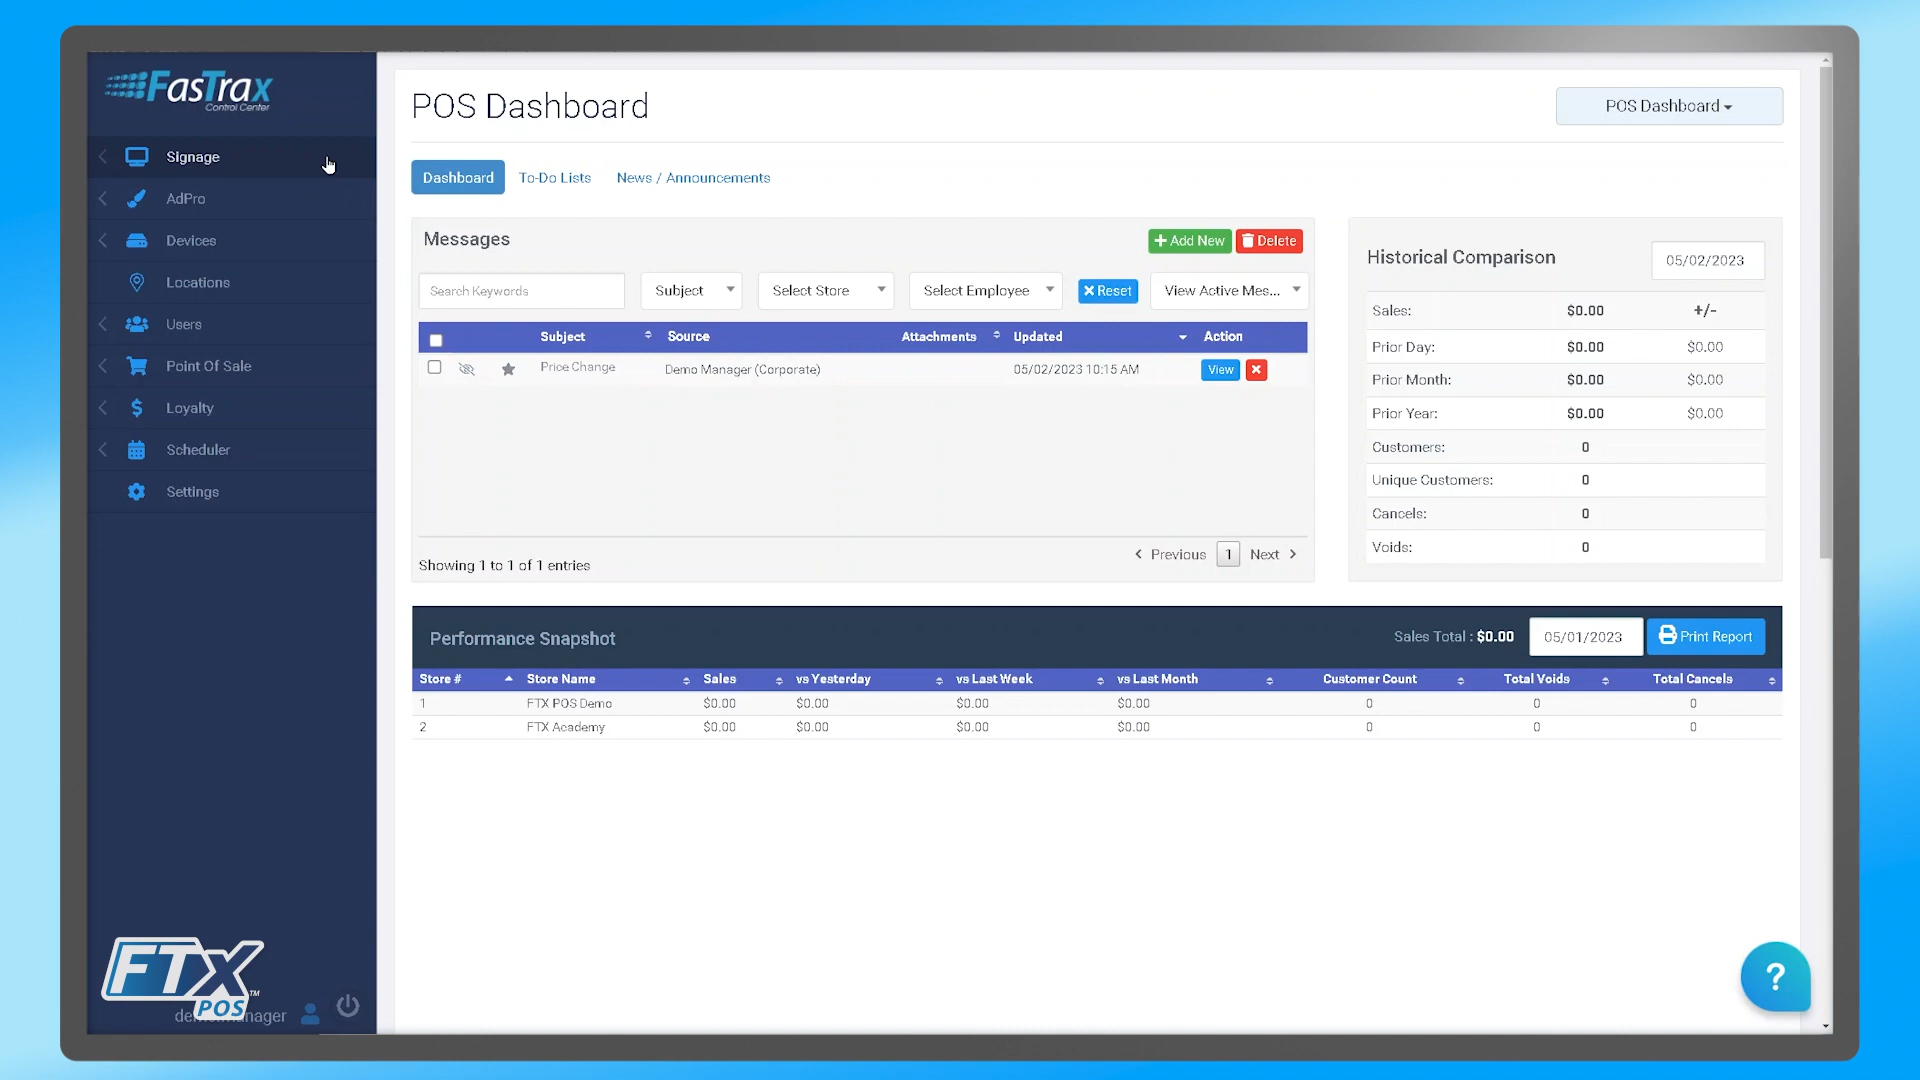 FasTrax
Control Center
Signage
AdPro
Devices
Locations
Users
Point Of Sale
Loyalty
Scheduler
Settings
FTX
POS
TM
POS Dashboard
POS Dashboard
Dashboard To-Do Lists News / Announcements
Messages
+ Add New Delete
Search Keywords Subject Select Store Select Employee Reset View Active Mes...
Subject Source Attachments Updated Action
Price Change Demo Manager (Corporate) 05/02/2023 10:15 AM View
Showing 1 to 1 of 1 entries
Previous 1 Next
Historical Comparison 05/02/2023
Sales: $0.00 +/-
Prior Day: $0.00 $0.00
Prior Month: $0.00 $0.00
Prior Year: $0.00 $0.00
Customers: 0
Unique Customers: 0
Cancels: 0
Voids: 0
Performance Snapshot Sales Total : $0.00 05/01/2023 Print Report
Store # Store Name Sales vs Yesterday vs Last Week vs Last Month Customer Count Total Voids Total Cancels
1 FTX POS Demo $0.00 $0.00 $0.00 $0.00 0 0 0
2 FTX Academy $0.00 $0.00 $0.00 $0.00 0 0 0
?